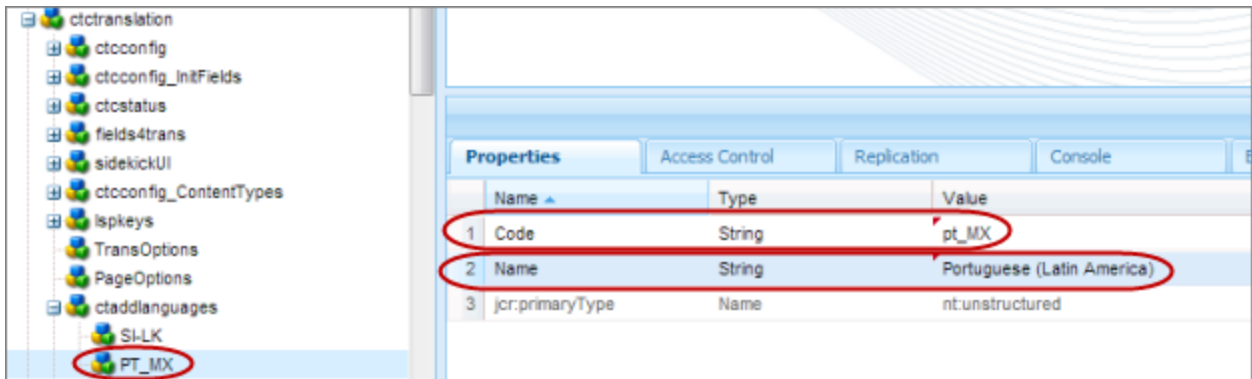 ctctranslation
ctcconfig
ctcconfig_InitFields
ctcstatus
fields4trans
sidekickUI
ctcconfig_ContentTypes
lspkeys
TransOptions
PageOptions
ctaddlanguages
SI-LK
PT_MX
Properties Access Control Replication Console
Name Type Value
1 Code String pt_MX
2 Name String Portuguese (Latin America)
3 jcr:primaryType Name nt:unstructured